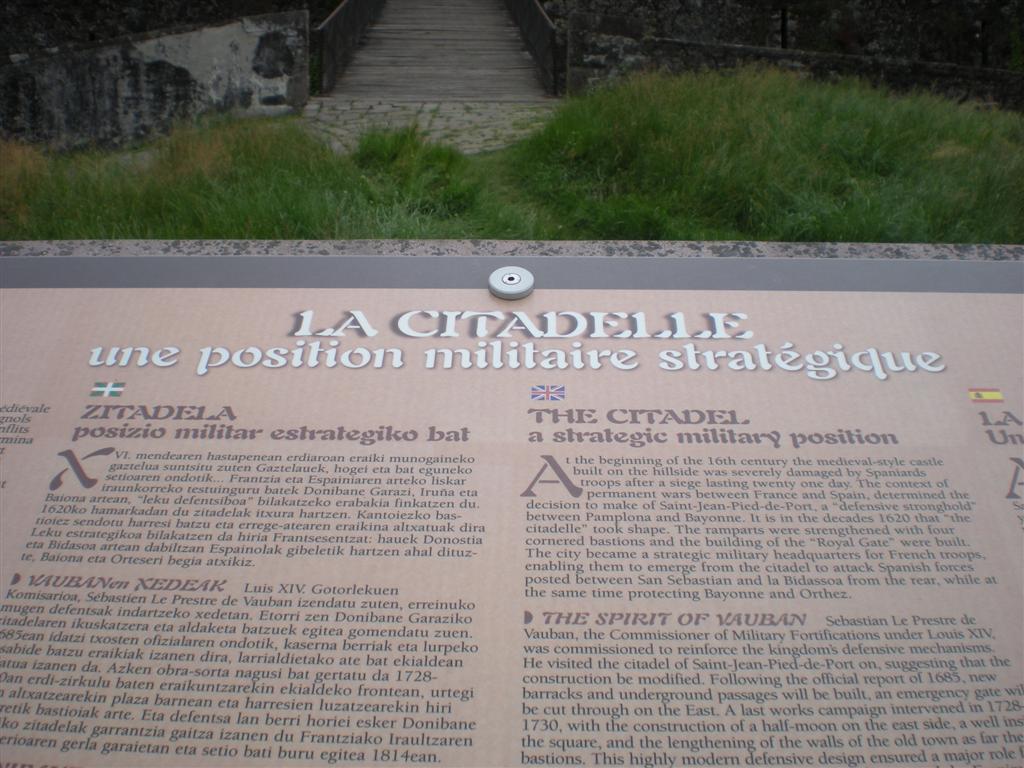 LA CITADELLE
une position militaire stratégique
édiévale
gnols
nflits
mina
ZITADELA
posizio militar estrategiko bat
XVI. mendearen hastapenean erdiaroan eraiki munogaineko
gaztelua suntsitu zuten Gaztelauek, hogei eta bat eguneko
setioaren ondotik... Frantzia eta Espainiaren arteko liskar
iraunkorreko testuinguru batek Donibane Garazi, Iruña eta
Baiona artean, "leku defentsiboa" bilakatzeko erabakia finkatzen du.
1620ko hamarkadan du zitadelak itxura hartzen. Kantoiezko bas-
tioiez sendotu harresi batzu eta errege-atearen eraikina altxatuak dira
Leku estrategikoa bilakatzen da hiria Frantsesentzat: hauek Donostia
eta Bidasoa artean dabiltzan Espainolak gibeletik hartzen ahal dituz-
te, Baiona eta Orteseri begia atxikiz.
VAUBANen XEDEAK Luis XIV. Gotorlekuen
Komisarioa, Sébastien Le Prestre de Vauban izendatu zuten, erreinuko
mugen defentsak indartzeko xedetan. Etorri zen Donibane Garaziko
zitadelaren ikuskatzera eta aldaketa batzuek egitea gomendatu zuen.
685ean idatzi txosten ofizialaren ondotik, kaserna berriak eta lurpeko
sabide batzu eraikiak izanen dira, larrialdietako ate bat ekialdean
atua izanen da. Azken obra-sorta nagusi bat gertatu da 1728-
0an erdi-zirkulu baten eraikuntzarekin ekialdeko frontean, urtegi
n altxatzearekin plaza barnean eta harresien luzatzearekin hiri
retik bastioiak arte. Eta defentsa lan berri horiei esker Donibane
ko zitadelak garrantzia gaitza izanen du Frantziako Iraultzaren
erioaren gerla garaietan eta setio bati buru egitea 1814ean.
THE CITADEL
a strategic military position
At the beginning of the 16th century the medieval-style castle
built on the hillside was severely damaged by Spaniards
troops after a siege lasting twenty one day. The context of
permanent wars between France and Spain, determined the
decision to make of Saint-Jean-Pied-de-Port, a "defensive stronghold"
between Pamplona and Bayonne. It is in the decades 1620 that "the
citadelle" took shape. The ramparts were strengthened with four
cornered bastions and the building of the "Royal Gate" were built.
The city became a strategic military headquarters for French troops,
enabling them to emerge from the citadel to attack Spanish forces
posted between San Sebastian and la Bidassoa from the rear, while at
the same time protecting Bayonne and Orthez.
THE SPIRIT OF VAUBAN Sebastian Le Prestre de
Vauban, the Commissioner of Military Fortifications under Louis XIV,
was commissioned to reinforce the kingdom's defensive mechanisms.
He visited the citadel of Saint-Jean-Pied-de-Port on, suggesting that the
construction be modified. Following the official report of 1685, new
barracks and underground passages will be built, an emergency gate wil
be cut through on the East. A last works campaign intervened in 1728-
1730, with the construction of a half-moon on the east side, a well ins
the square, and the lengthening of the walls of the old town as far the
bastions. This highly modern defensive design ensured a major role f
LA
Un